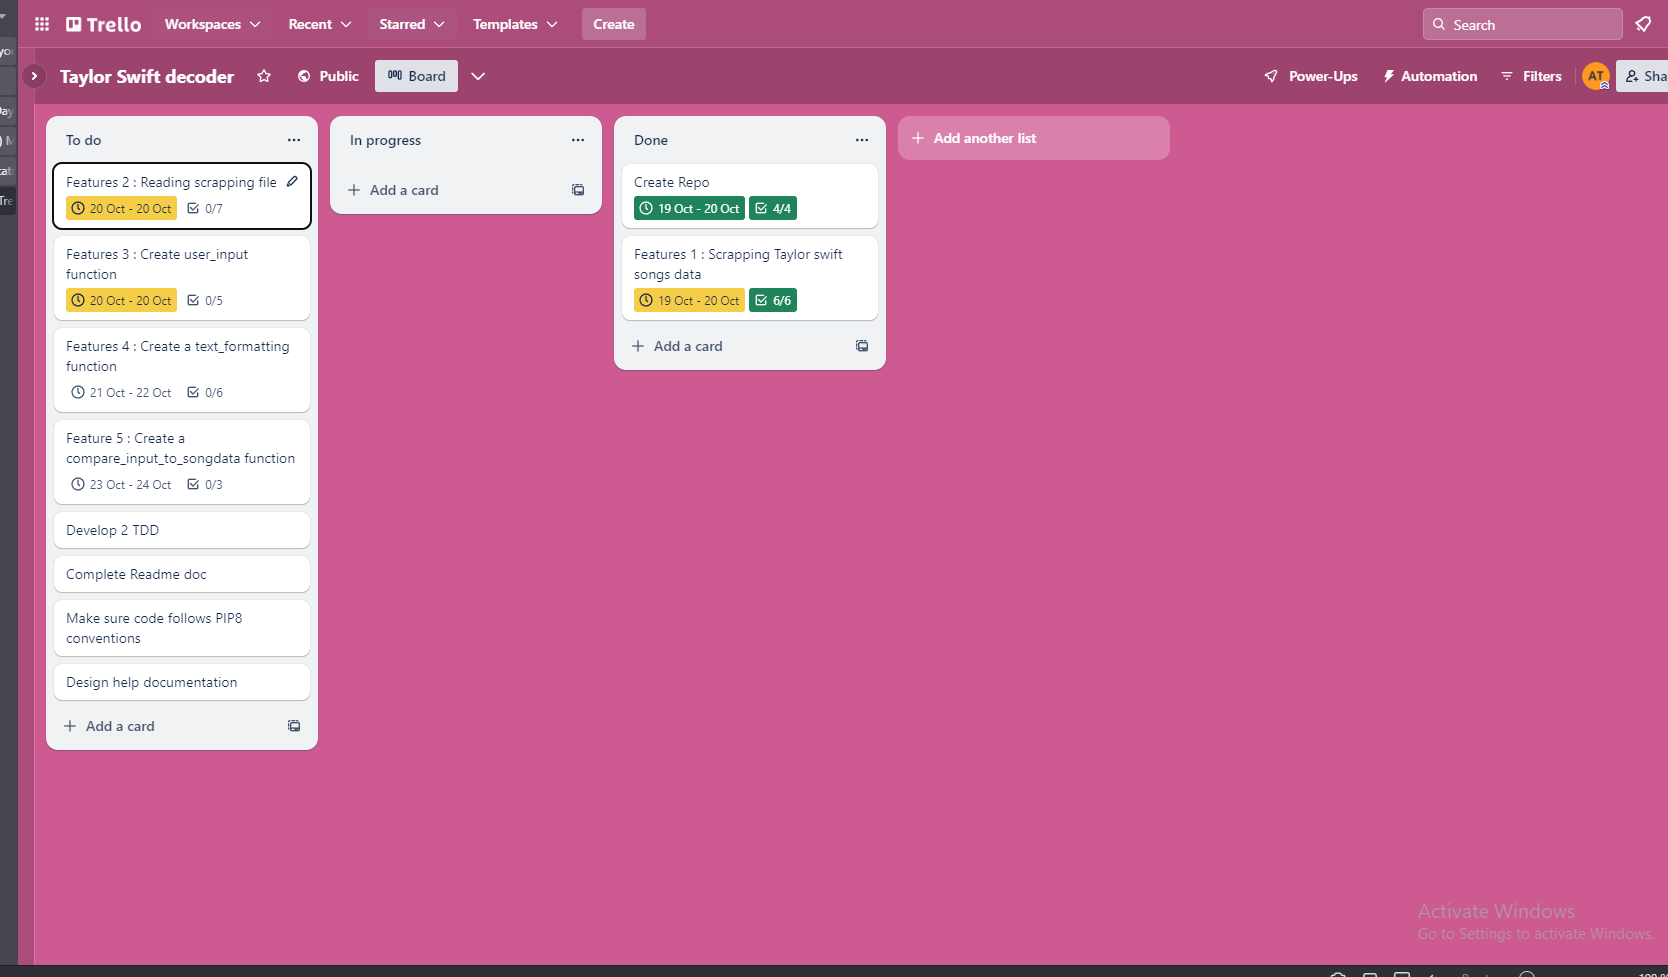 Trello
Workspaces
Recent
Starred
Templates
Create
Search
Taylor Swift decoder
Public
Board
Power-Ups
Automation
Filters
AT
Sha
To do
Features 2 : Reading scrapping file
20 Oct - 20 Oct
0/7
Features 3 : Create user_input
function
20 Oct - 20 Oct
0/5
Features 4 : Create a text_formatting
function
21 Oct - 22 Oct
0/6
Feature 5 : Create a
compare_input_to_songdata function
23 Oct - 24 Oct
0/3
Develop 2 TDD
Complete Readme doc
Make sure code follows PIP8
conventions
Design help documentation
Add a card
In progress
Add a card
Done
Create Repo
19 Oct - 20 Oct
4/4
Features 1 : Scrapping Taylor swift
songs data
19 Oct - 20 Oct
6/6
Add a card
Add another list
Activate Windows
Go to Settings to activate Windows.